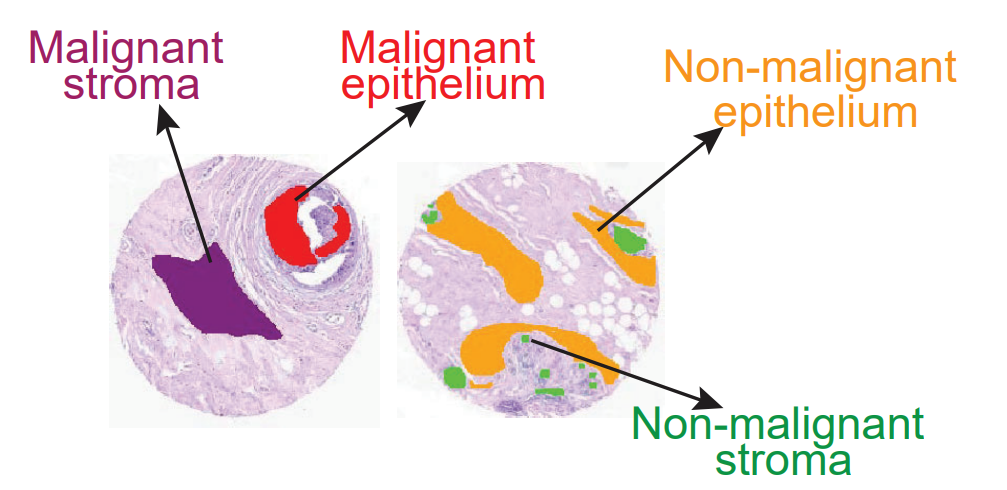 Malignant
stroma
Malignant
epithelium
Non-malignant
epithelium
Non-malignant
stroma